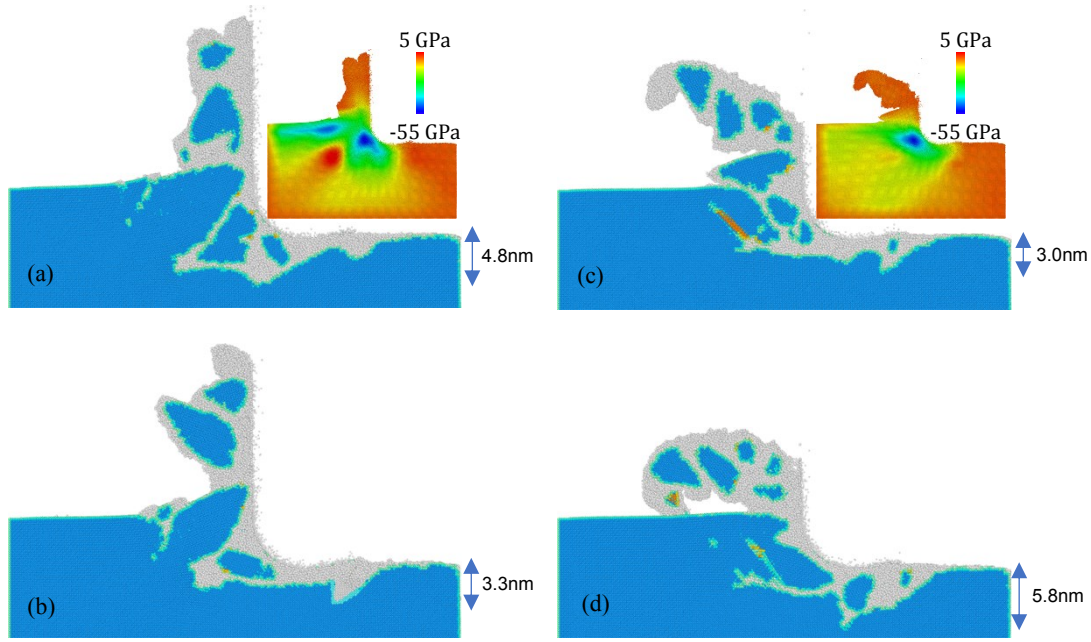 5 GPa
-55 GPa
(a)
4.8nm
5 GPa
-55 GPa
(c)
3.0nm
(b)
3.3nm
(d)
5.8nm